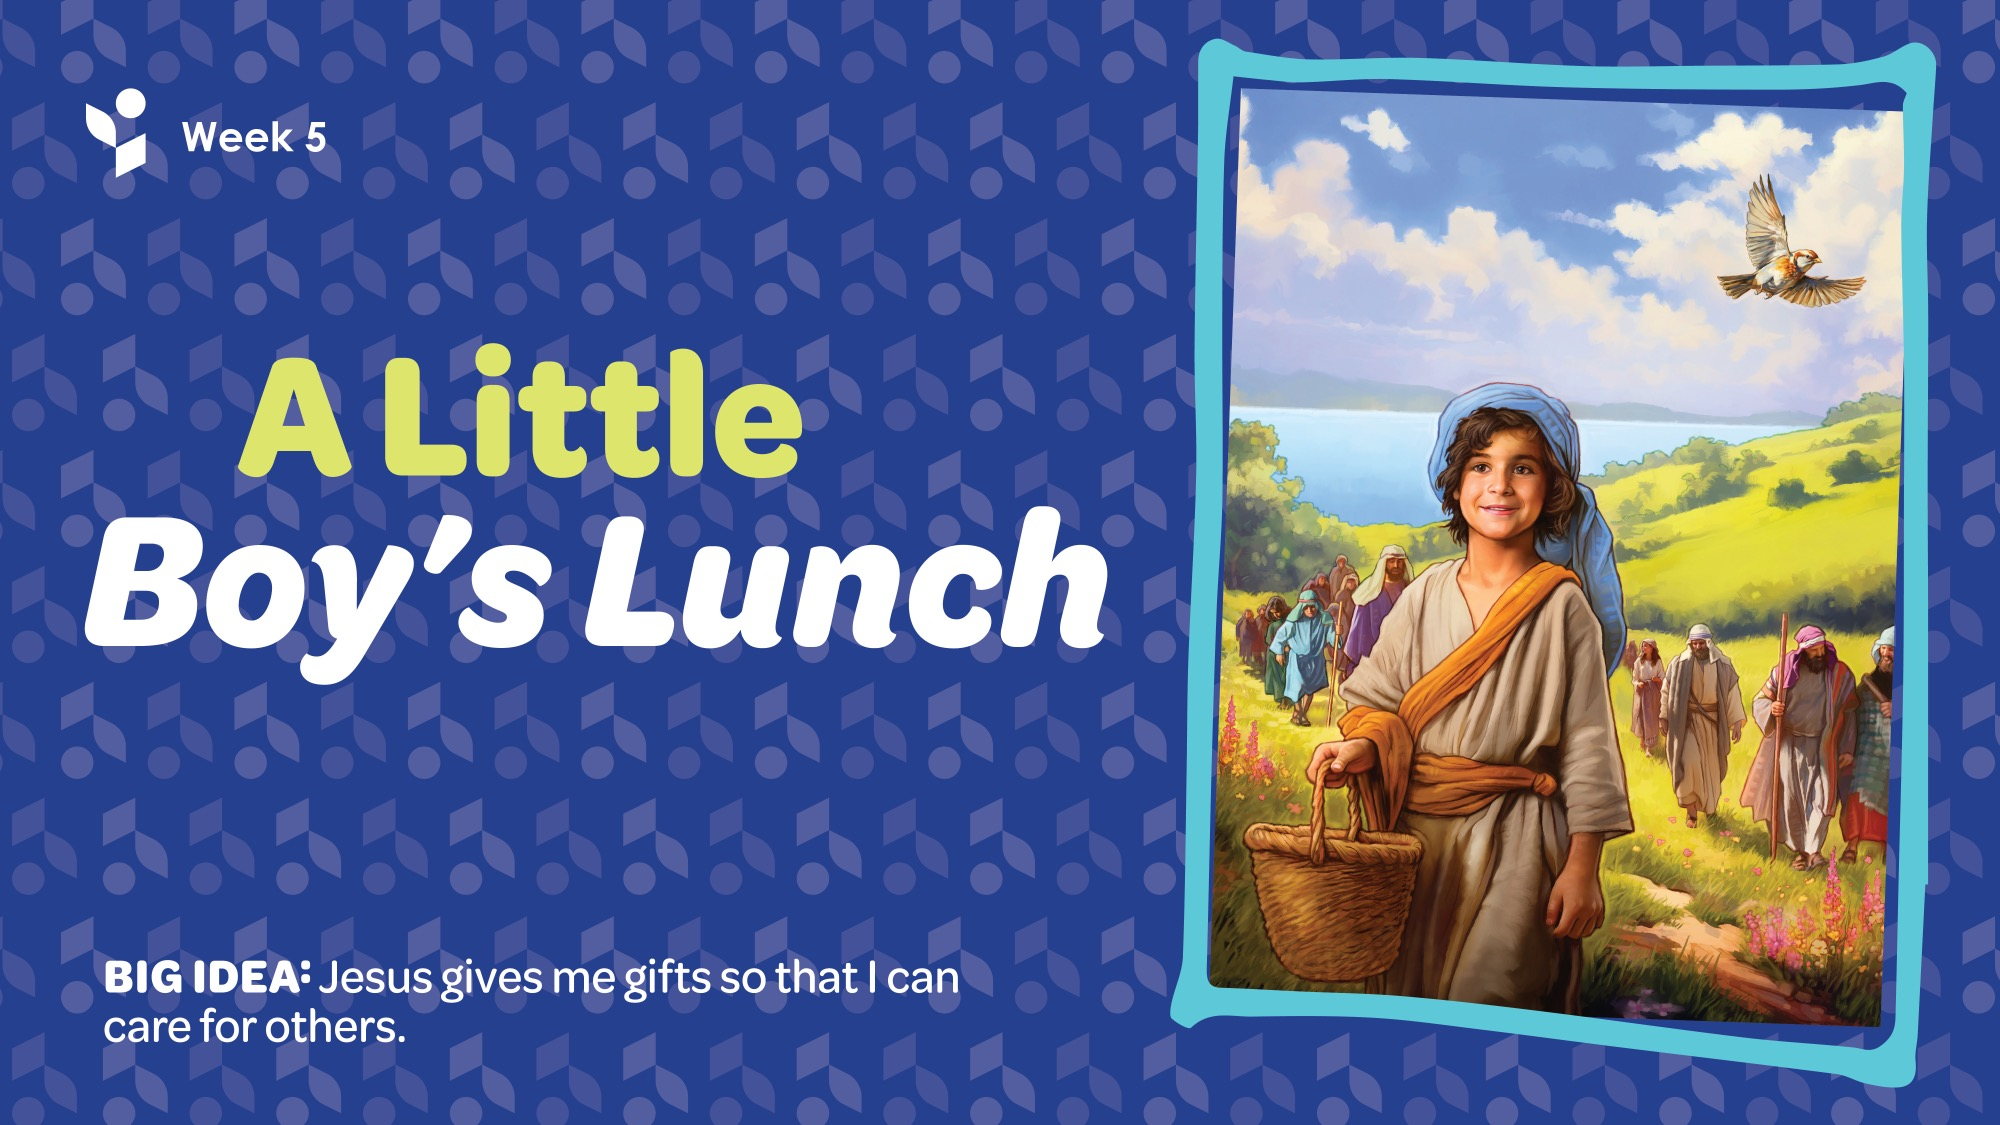 Week 5
A Little
Boy's Lunch
BIG IDEA: Jesus gives me gifts so that I can
care for others.